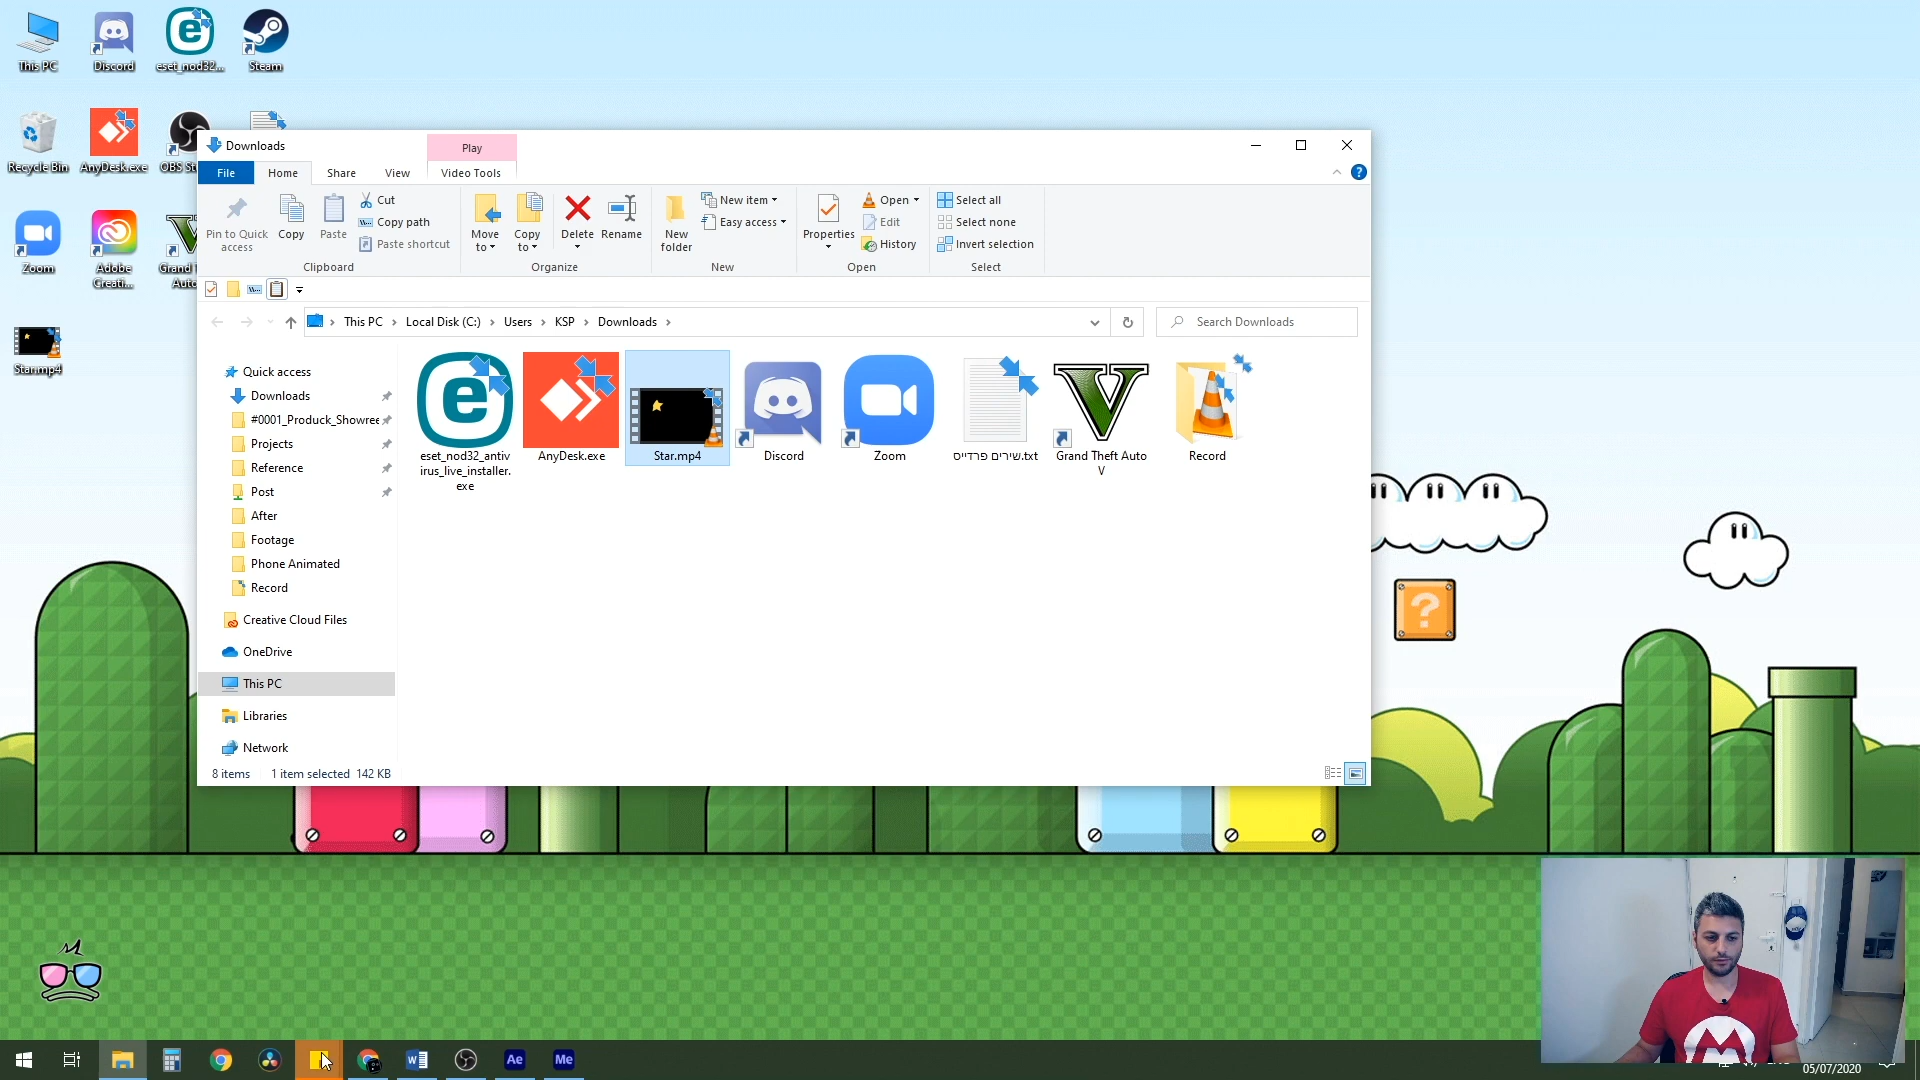 This PC
Discord
eset_nod32...
Steam
Recycle Bin
AnyDesk.exe
Zoom
Adobe
Creati...
Star.mp4
Downloads
Play
File
Home
Share
View
Video Tools
Pin to Quick
access
Copy
Paste
Cut
Copy path
Paste shortcut
Clipboard
Move
to
Copy
to
Delete
Rename
Organize
New
folder
New item
Easy access
New
Properties
Open
Edit
History
Open
Select all
Select none
Invert selection
Select
This PC
Local Disk (C:)
Users
KSP
Downloads
Search Downloads
Quick access
Downloads
#0001_Produck_Showree
Projects
Reference
Post
After
Footage
Phone Animated
Record
Creative Cloud Files
OneDrive
This PC
Libraries
Network
eset_nod32_antiv
irus_live_installer.
exe
AnyDesk.exe
Star.mp4
Discord
Zoom
שירים פרדייס.txt
Grand Theft Auto
V
Record
8 items
1 item selected 142 KB
Ae
Me
05/07/2020